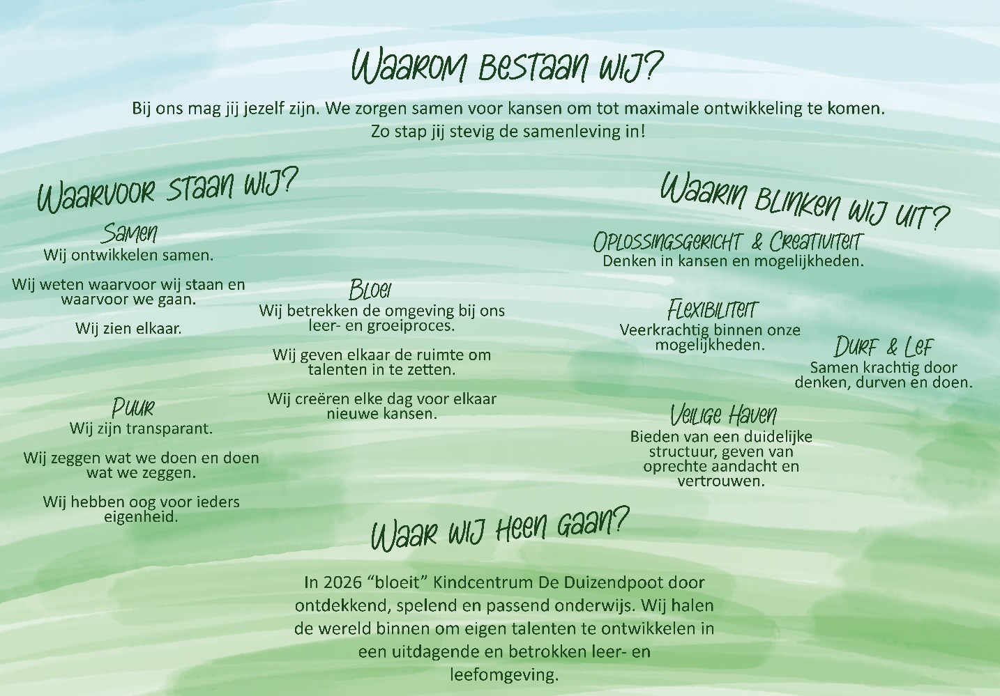 Waarom bestaan wij?
Bij ons mag jij jezelf zijn. We zorgen samen voor kansen om tot maximale ontwikkeling te komen.
Zo stap jij stevig de samenleving in!
Waarvoor staan wij?
Samen
Wij ontwikkelen samen.
Wij weten waarvoor wij staan en
waarvoor we gaan.
Wij zien elkaar.
Bloei
Wij betrekken de omgeving bij ons
leer- en groeiproces.
Wij geven elkaar de ruimte om
talenten in te zetten.
Wij creëren elke dag voor elkaar
nieuwe kansen.
Puur
Wij zijn transparant.
Wij zeggen wat we doen en doen
wat we zeggen.
Wij hebben oog voor ieders
eigenheid.
Waarin blinken wij uit?
Oplossingsgericht & Creativiteit
Denken in kansen en mogelijkheden.
Flexibiliteit
Veerkrachtig binnen onze
mogelijkheden.
Durf & Lef
Samen krachtig door
denken, durven en doen.
Veilige Haven
Bieden van een duidelijke
structuur, geven van
oprechte aandacht en
vertrouwen.
Waar wij heen gaan?
In 2026 “bloeit” Kindcentrum De Duizendpoot door
ontdekkend, spelend en passend onderwijs. Wij halen
de wereld binnen om eigen talenten te ontwikkelen in
een uitdagende en betrokken leer- en
leefomgeving.